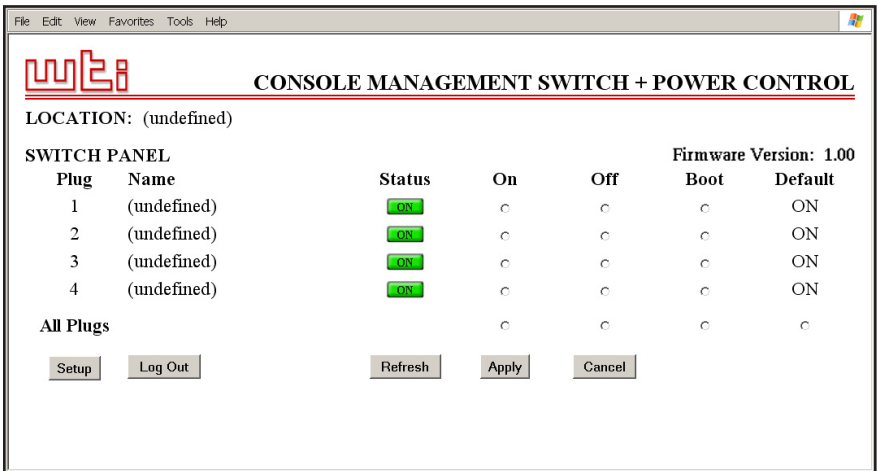 File Edit View Favorites Tools Help
wti
CONSOLE MANAGEMENT SWITCH + POWER CONTROL
LOCATION: (undefined)
SWITCH PANEL Firmware Version: 1.00
Plug Name Status On Off Boot Default
1 (undefined) ON ON
2 (undefined) ON ON
3 (undefined) ON ON
4 (undefined) ON ON
All Plugs
Setup Log Out Refresh Apply Cancel